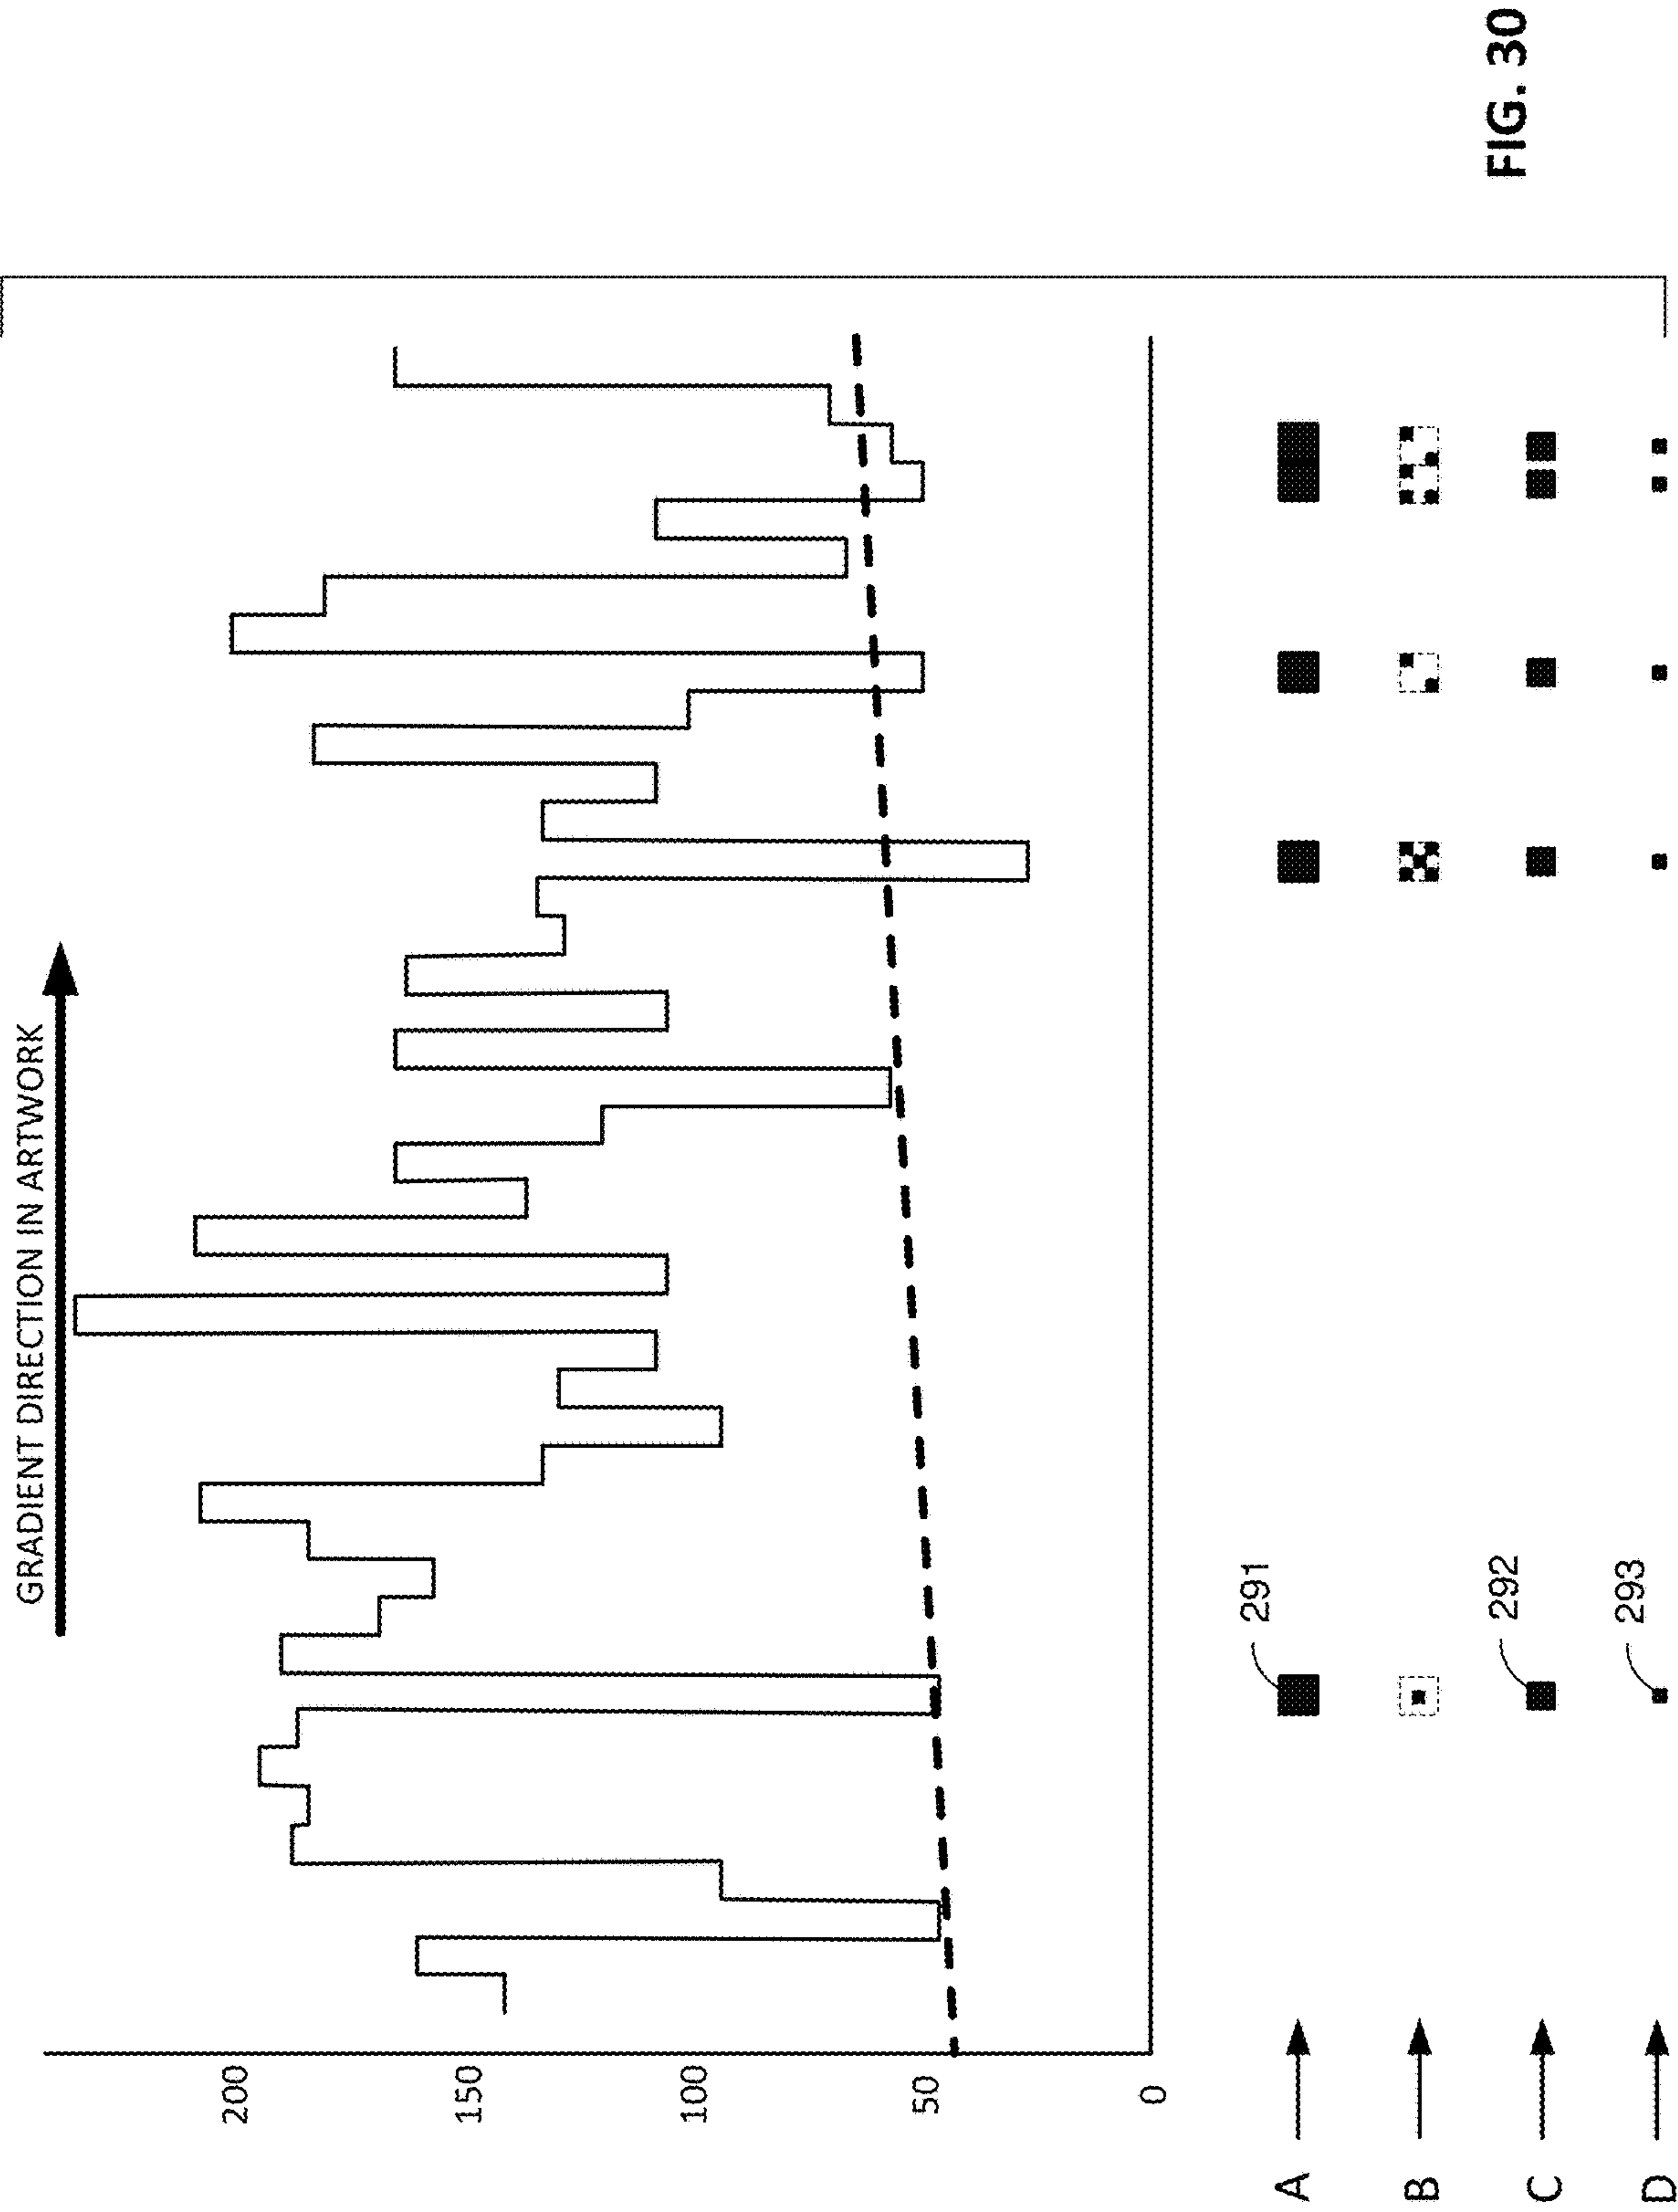 GRADIENT DIRECTION IN ARTWORK
200
150
100
50
0
291
292
293
A
B
C
D
FIG. 30